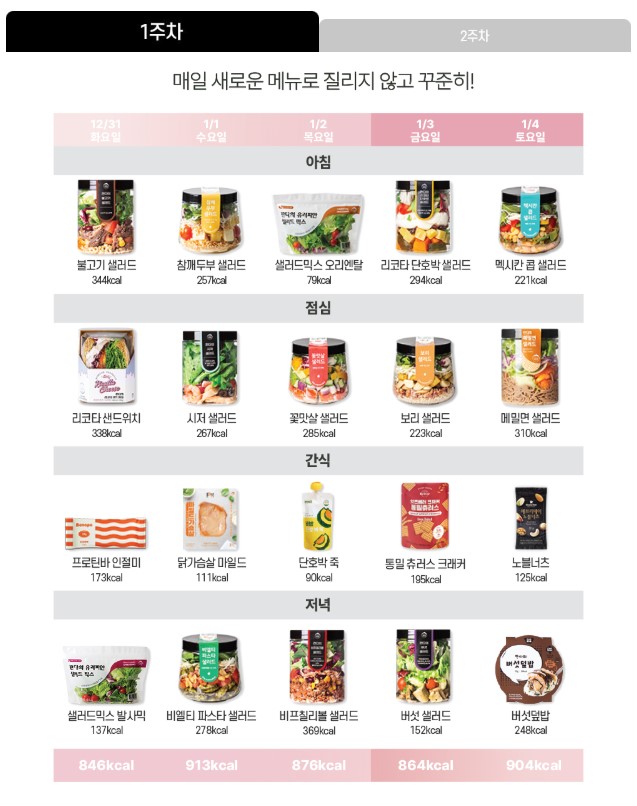 1주차
2주차
매일 새로운 메뉴로 질리지 않고 꾸준히!
12/31 1/1 1/2 1/3 1/4
화요일 수요일 목요일 금요일 토요일
아침
불고기 샐러드 참깨두부 샐러드 샐러드믹스 오리엔탈 리코타 단호박 샐러드 멕시칸 콥 샐러드
344kcal 257kcal 79kcal 294kcal 221kcal
점심
리코타 샌드위치 시저 샐러드 꽃맛살 샐러드 보리 샐러드 메밀면 샐러드
338kcal 267kcal 285kcal 223kcal 310kcal
간식
프로틴바 인절미 닭가슴살 마일드 단호박 죽 통밀 츄러스 크래커 노블너츠
173kcal 111kcal 90kcal 195kcal 125kcal
저녁
버섯덮밥
샐러드믹스 발사믹 비엘티 파스타 샐러드 비프칠리볼 샐러드 버섯 샐러드 버섯덮밥
137kcal 278kcal 369kcal 152kcal 248kcal
846kcal 913kcal 876kcal 864kcal 904kcal